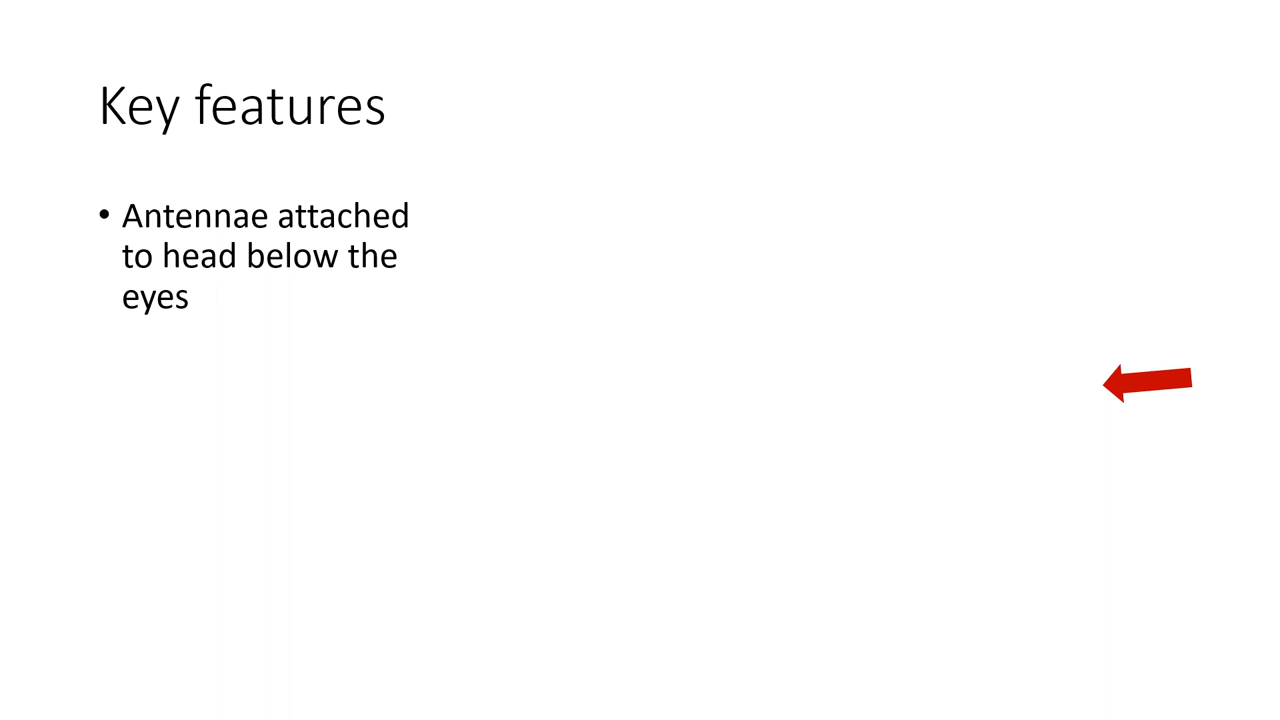 Key features
• Antennae attached
to head below the
eyes